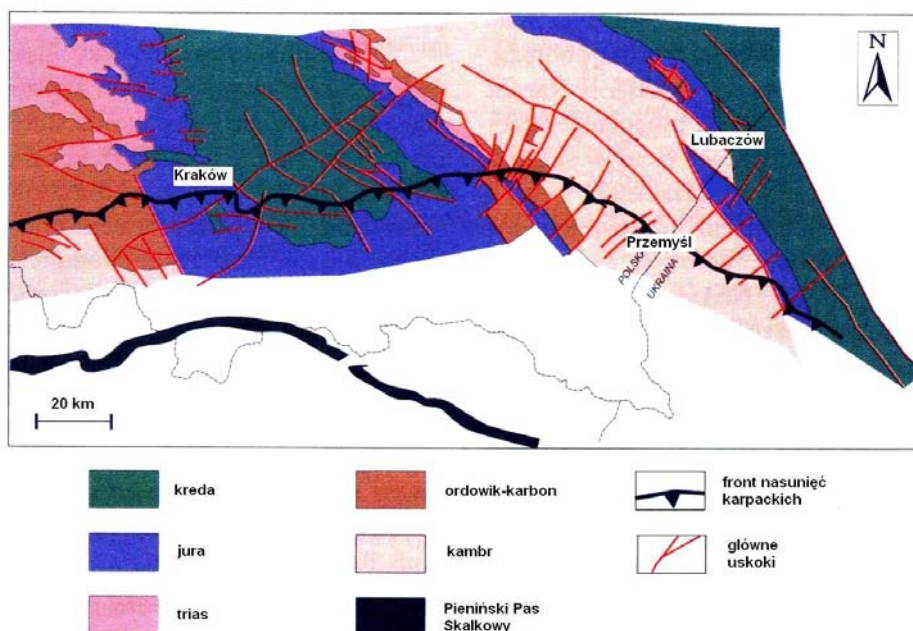 N
Lubaczów
Kraków
Przemyśl
POLSKA
UKRAINA
20 km
kreda
jura
trias
ordowik-karbon
kambr
Pieniński Pas
Skałkowy
front nasunięć
karpackich
główne
uskoki